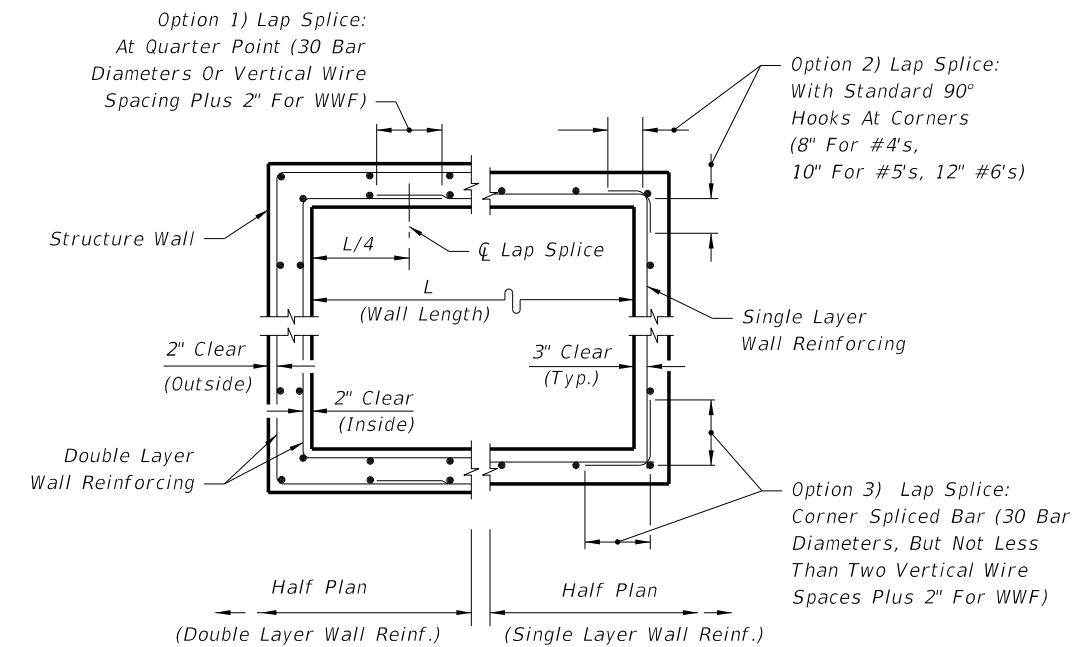 Option 1) Lap Splice:
At Quarter Point (30 Bar
Diameters Or Vertical Wire
Spacing Plus 2" For WWF)
Option 2) Lap Splice:
With Standard 90°
Hooks At Corners
(8" For #4's,
10" For #5's, 12" #6's)
Structure Wall
L/4
℄ Lap Splice
L
(Wall Length)
Single Layer
Wall Reinforcing
2" Clear
(Outside)
3" Clear
(Typ.)
2" Clear
(Inside)
Double Layer
Wall Reinforcing
Option 3) Lap Splice:
Corner Spliced Bar (30 Bar
Diameters, But Not Less
Than Two Vertical Wire
Spaces Plus 2" For WWF)
Half Plan
(Double Layer Wall Reinf.)
Half Plan
(Single Layer Wall Reinf.)